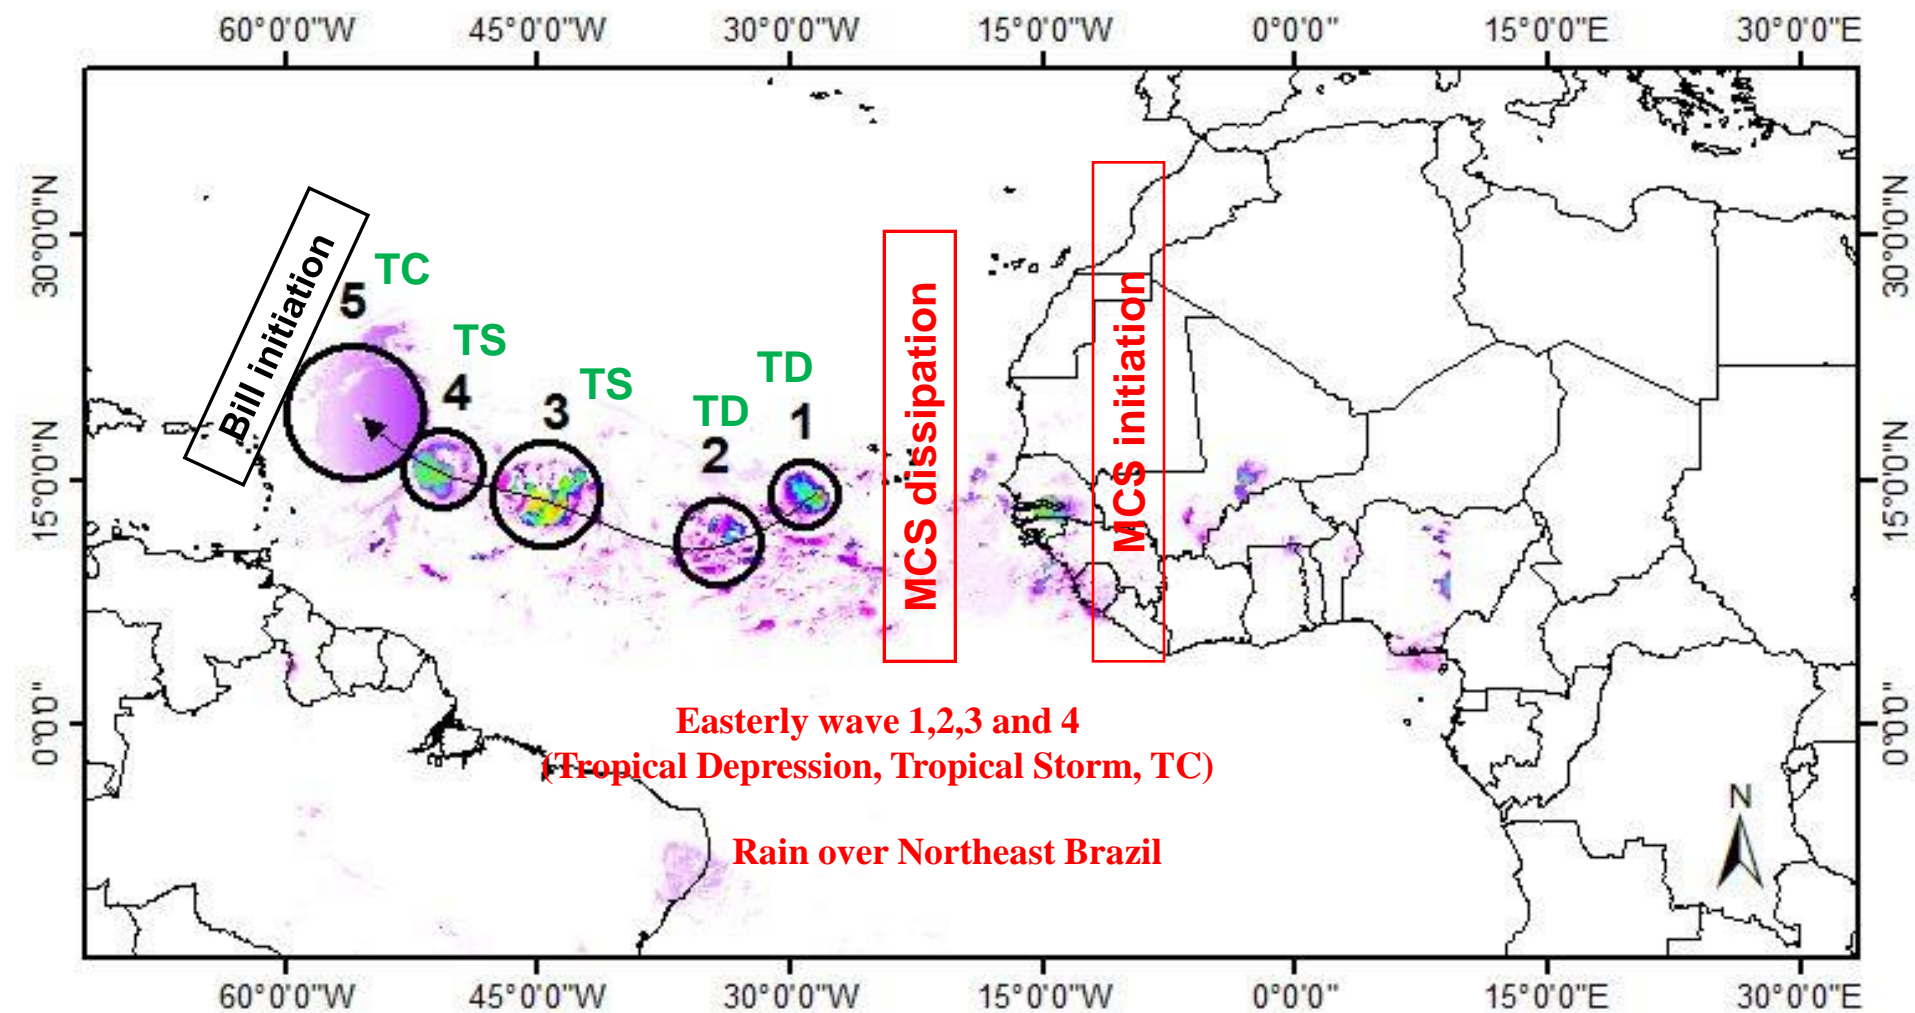 60°0'0"W 45°0'0"W 30°0'0"W 15°0'0"W 0°0'0" 15°0'0"E 30°0'0"E
30°0'0"N
15°0'0"N
0°0'0"
Bill initiation
5 TC
4 TS
3 TS
2 TD
1 TD
MCS dissipation
MCS initiation
30°0'0"N
15°0'0"N
0°0'0"
Easterly wave 1,2,3 and 4
(Tropical Depression, Tropical Storm, TC)
Rain over Northeast Brazil
N
60°0'0"W 45°0'0"W 30°0'0"W 15°0'0"W 0°0'0" 15°0'0"E 30°0'0"E